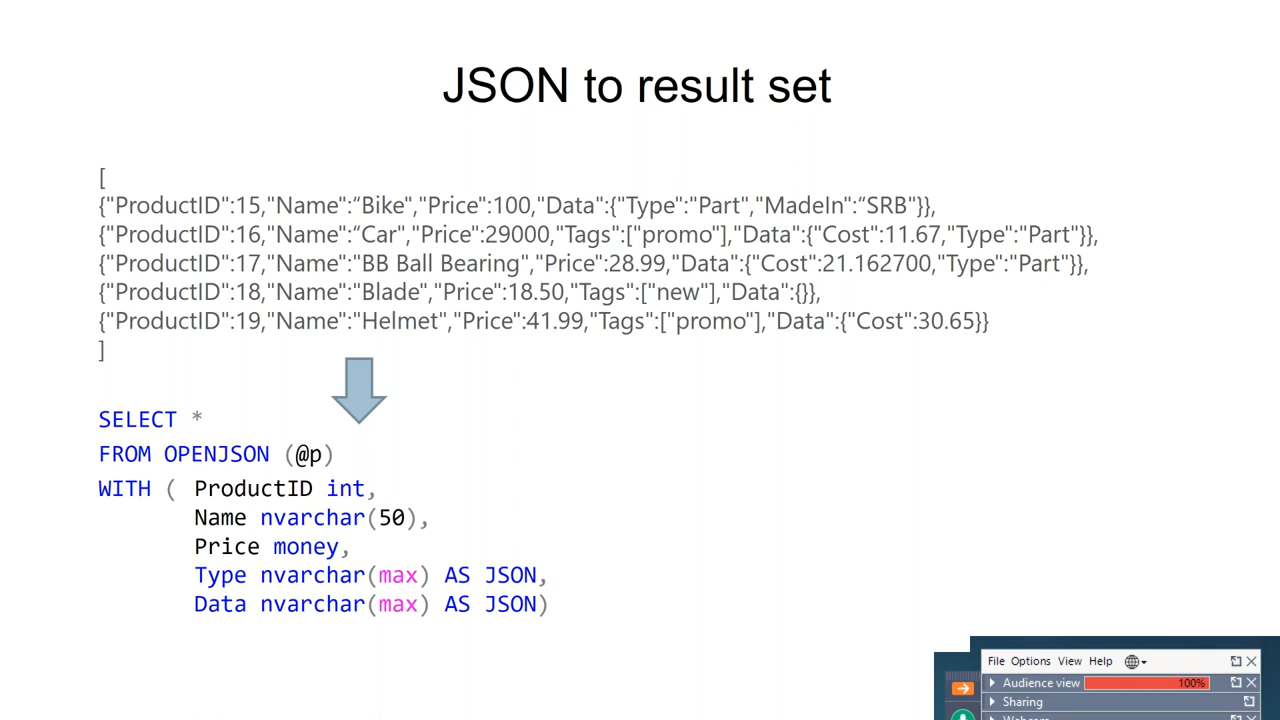 JSON to result set
[
{"ProductID":15,"Name":“Bike","Price":100,"Data":{"Type":"Part","MadeIn":“SRB"}},
{"ProductID":16,"Name":“Car","Price":29000,"Tags":["promo"],"Data":{"Cost":11.67,"Type":"Part"}},
{"ProductID":17,"Name":"BB Ball Bearing","Price":28.99,"Data":{"Cost":21.162700,"Type":"Part"}},
{"ProductID":18,"Name":"Blade","Price":18.50,"Tags":["new"],"Data":{}},
{"ProductID":19,"Name":"Helmet","Price":41.99,"Tags":["promo"],"Data":{"Cost":30.65}}
]
SELECT *
FROM OPENJSON (@p)
WITH ( ProductID int,
Name nvarchar(50),
Price money,
Type nvarchar(max) AS JSON,
Data nvarchar(max) AS JSON)
File Options View Help
Audience view 100%
Sharing
Webcam